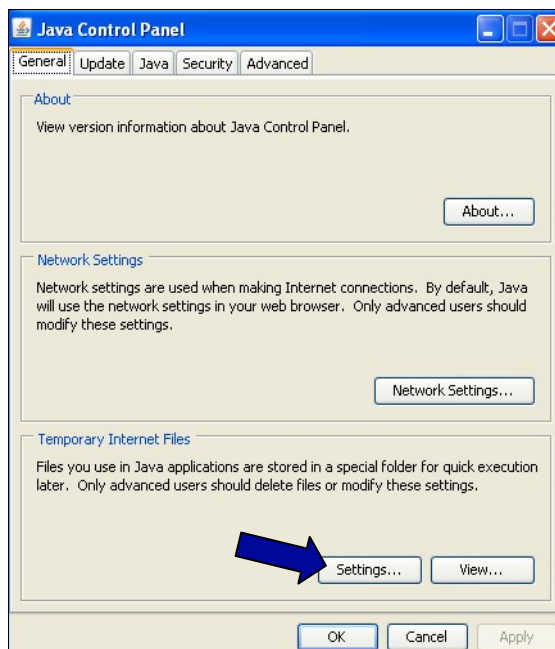 Java Control Panel
General Update Java Security Advanced
About
View version information about Java Control Panel.
About...
Network Settings
Network settings are used when making Internet connections. By default, Java
will use the network settings in your web browser. Only advanced users should
modify these settings.
Network Settings...
Temporary Internet Files
Files you use in Java applications are stored in a special folder for quick execution
later. Only advanced users should delete files or modify these settings.
Settings... View...
OK Cancel Apply